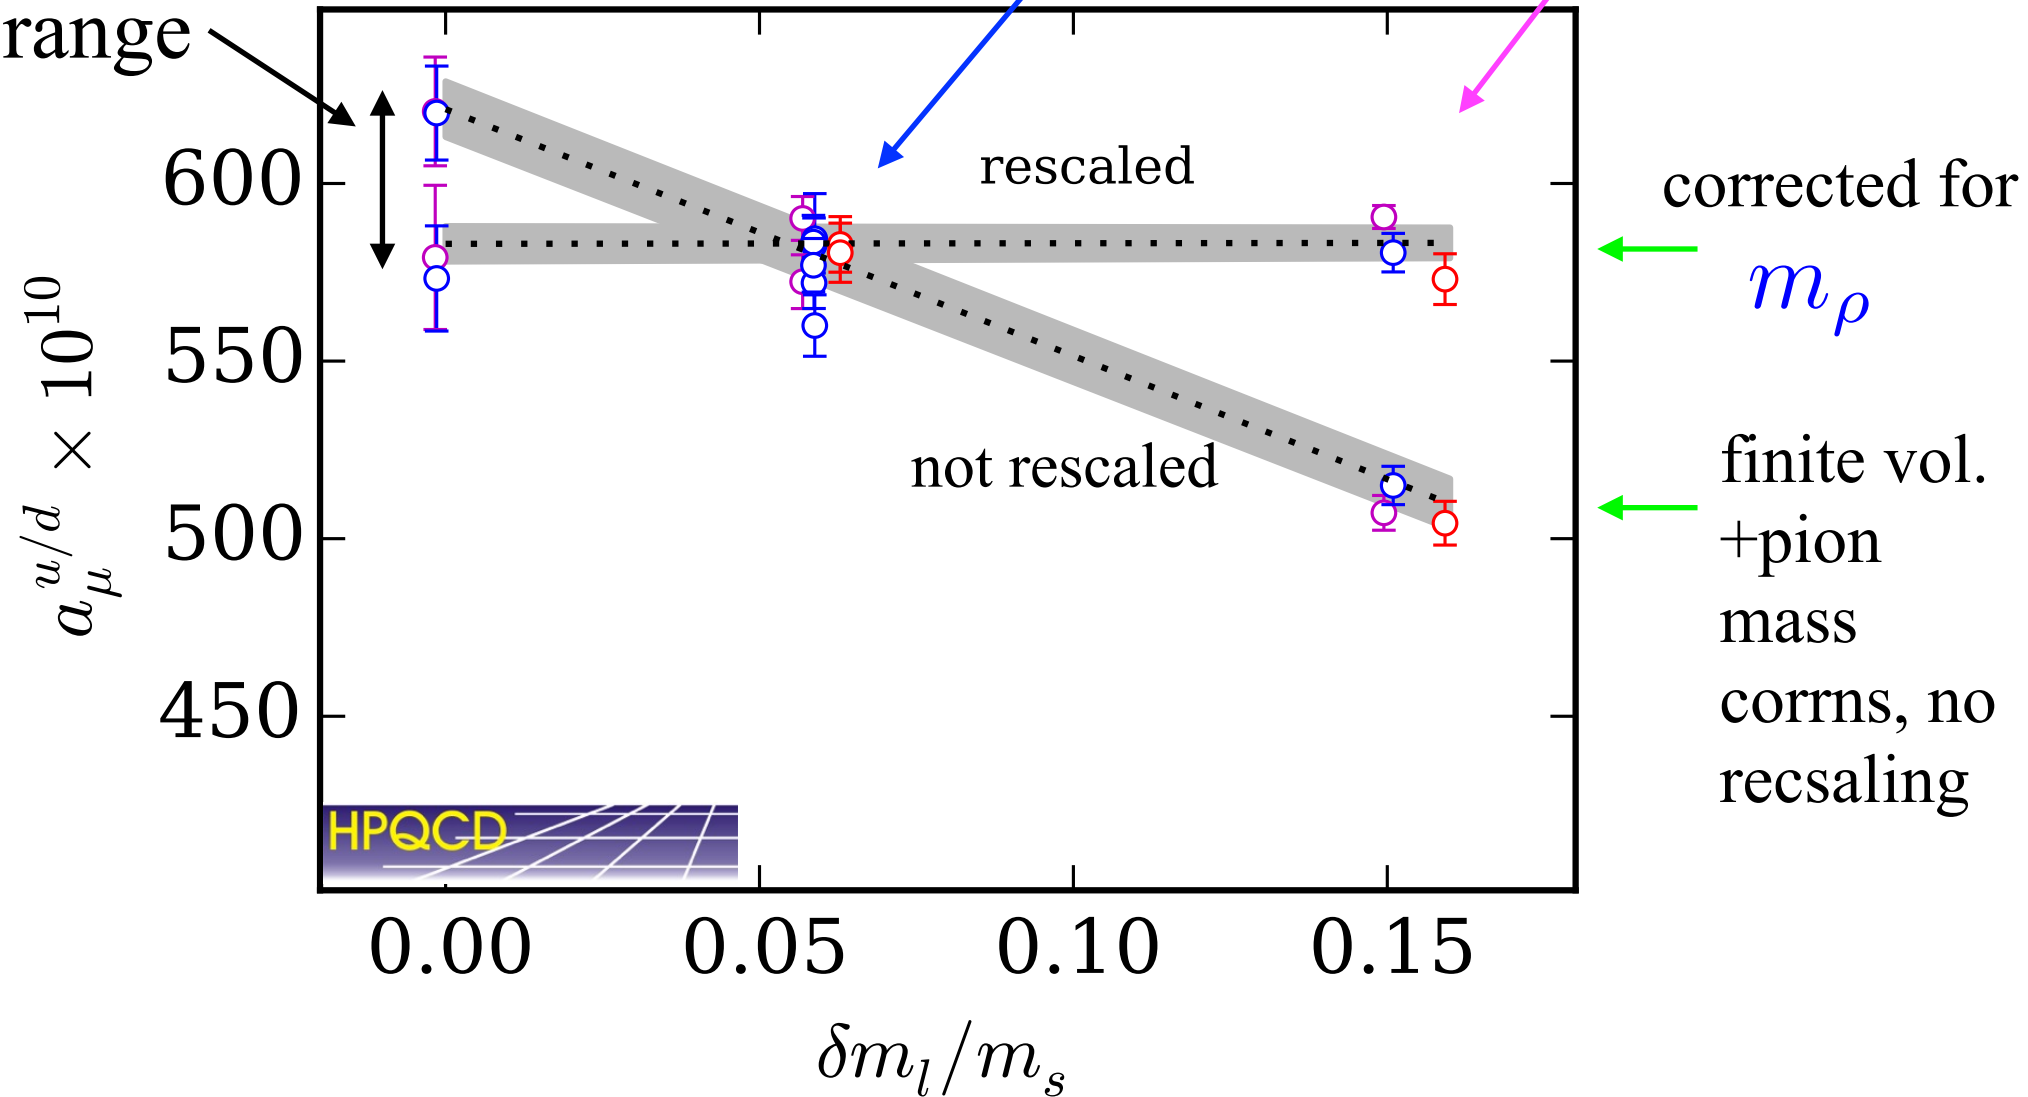 range
rescaled
not rescaled
600
550
500
450
0.00
0.05
0.10
0.15
a_μ^{u/d} × 10^{10}
δm_l/m_s
HPQCD
corrected for
m_ρ
finite vol.
+pion
mass
corrns, no
recsaling